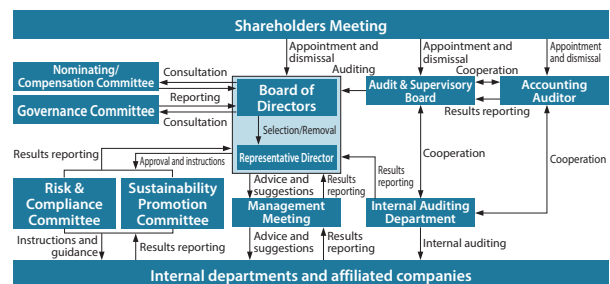 Shareholders Meeting
Appointment and
dismissal
Appointment and
dismissal
Appointment
and dismissal
Nominating/
Compensation Committee
Consultation
Reporting
Governance Committee
Consultation
Board of
Directors
Auditing
Audit & Supervisory
Board
Cooperation
Results reporting
Accounting
Auditor
Selection/Removal
Representative Director
Results reporting
Approval and instructions
Risk &
Compliance
Committee
Sustainability
Promotion
Committee
Advice and
suggestions
Results
reporting
Results
reporting
Cooperation
Cooperation
Management
Meeting
Internal Auditing
Department
Instructions and
guidance
Results reporting
Advice and
suggestions
Results
reporting
Internal auditing
Internal departments and affiliated companies